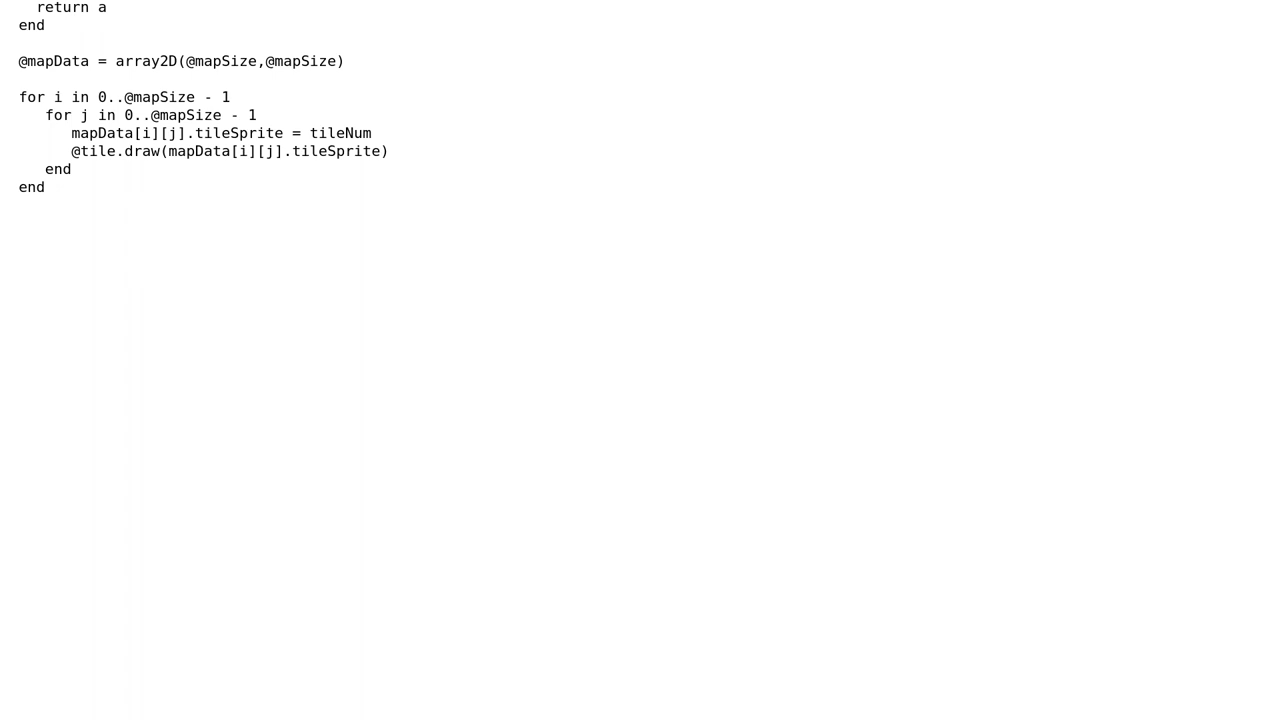 return a
end
@mapData = array2D(@mapSize,@mapSize)
for i in 0..@mapSize - 1
for j in 0..@mapSize - 1
mapData[i][j].tileSprite = tileNum
@tile.draw(mapData[i][j].tileSprite)
end
end